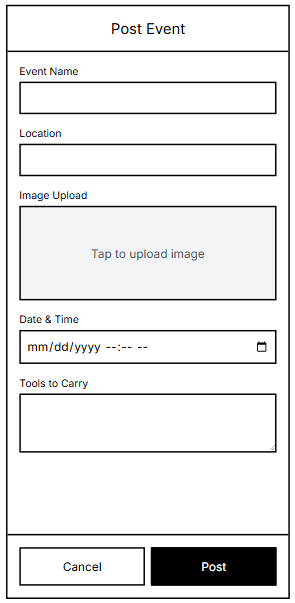 Post Event
Event Name
Location
Image Upload
Tap to upload image
Date & Time
mm/dd/yyyy --:-- --
Tools to Carry
Cancel
Post